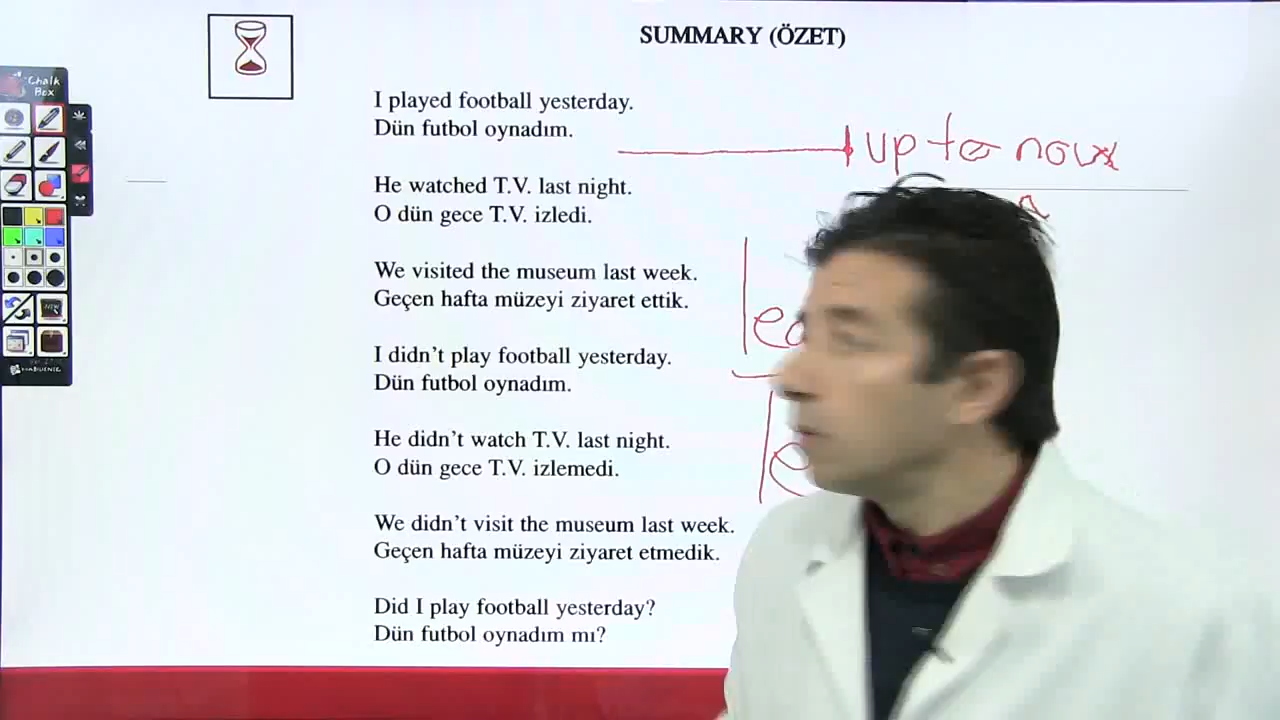 SUMMARY (ÖZET)
Chalk
Box
I played football yesterday.
Dün futbol oynadım.
up to now
He watched T.V. last night.
O dün gece T.V. izledi.
We visited the museum last week.
Geçen hafta müzeyi ziyaret ettik.
I didn't play football yesterday.
Dün futbol oynadım.
He didn't watch T.V. last night.
O dün gece T.V. izlemedi.
We didn't visit the museum last week.
Geçen hafta müzeyi ziyaret etmedik.
Did I play football yesterday?
Dün futbol oynadım mı?